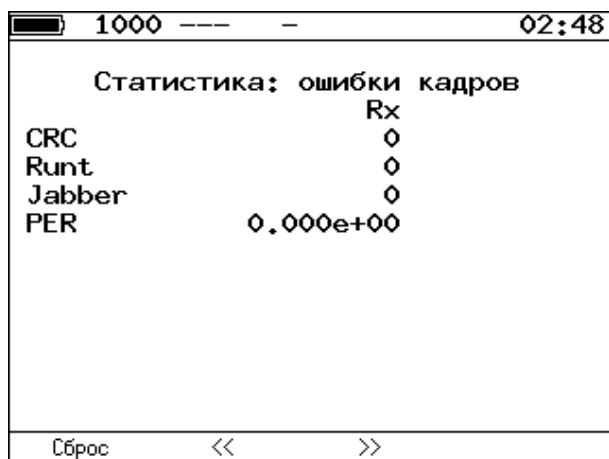 1000 --- - 02:48
Статистика: ошибки кадров
Rx
CRC 0
Runt 0
Jabber 0
PER 0.000e+00
Сброс << >>